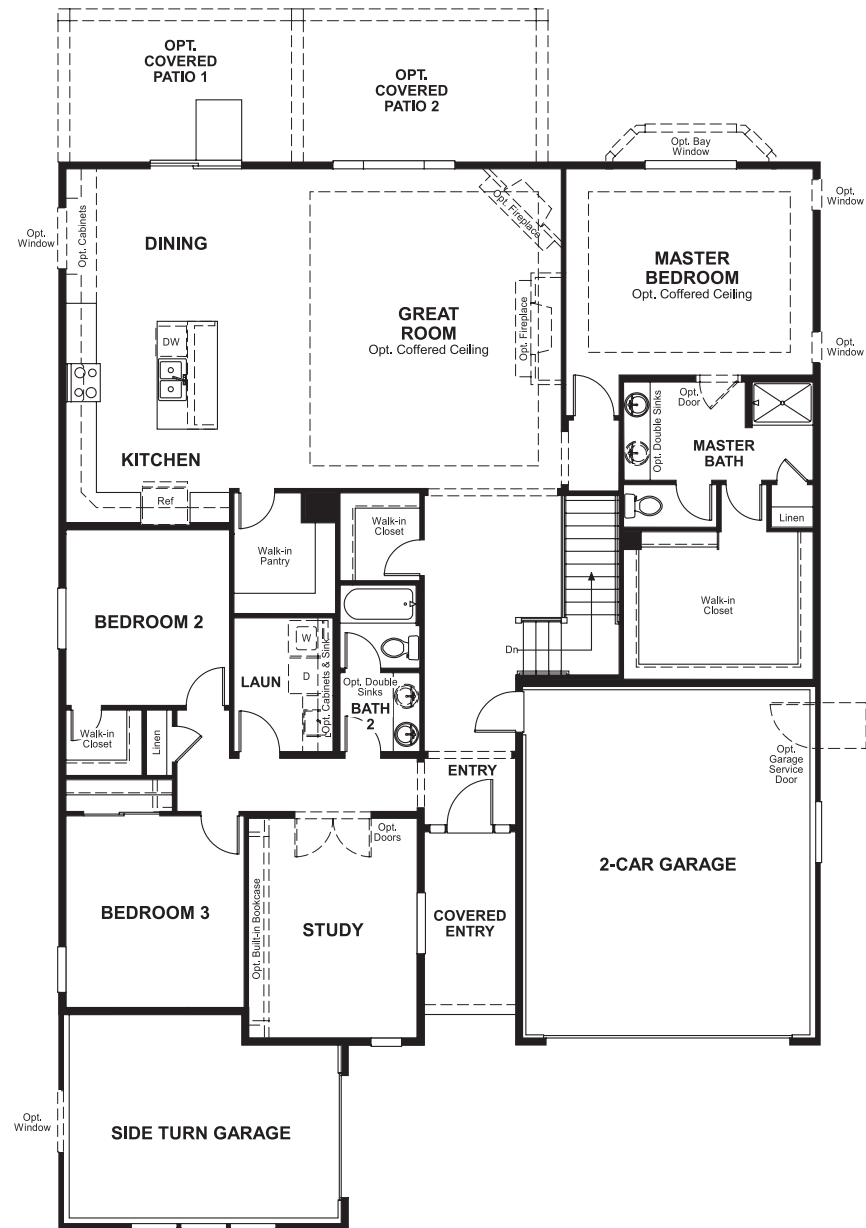 OPT.
COVERED
PATIO 1
OPT.
COVERED
PATIO 2
Opt. Bay
Window
Opt.
Window
Opt.
Window
Opt. Cabinets
DINING
Opt. Fireplace
MASTER
BEDROOM
Opt. Coffered Ceiling
GREAT
ROOM
Opt. Coffered Ceiling
Opt. Fireplace
Opt.
Window
DW
Opt.
Door
Opt. Double Sinks
MASTER
BATH
KITCHEN
Ref
Linen
Walk-in
Closet
Walk-in
Pantry
Walk-in
Closet
BEDROOM 2
W
D
LAUN
Opt. Cabinets & Sink
Opt. Double
Sinks
BATH
2
Dn
Walk-in
Closet
Linen
ENTRY
Opt.
Garage
Service
Door
Opt.
Doors
2-CAR GARAGE
BEDROOM 3
Opt. Built-in Bookcase
STUDY
COVERED
ENTRY
Opt.
Window
SIDE TURN GARAGE